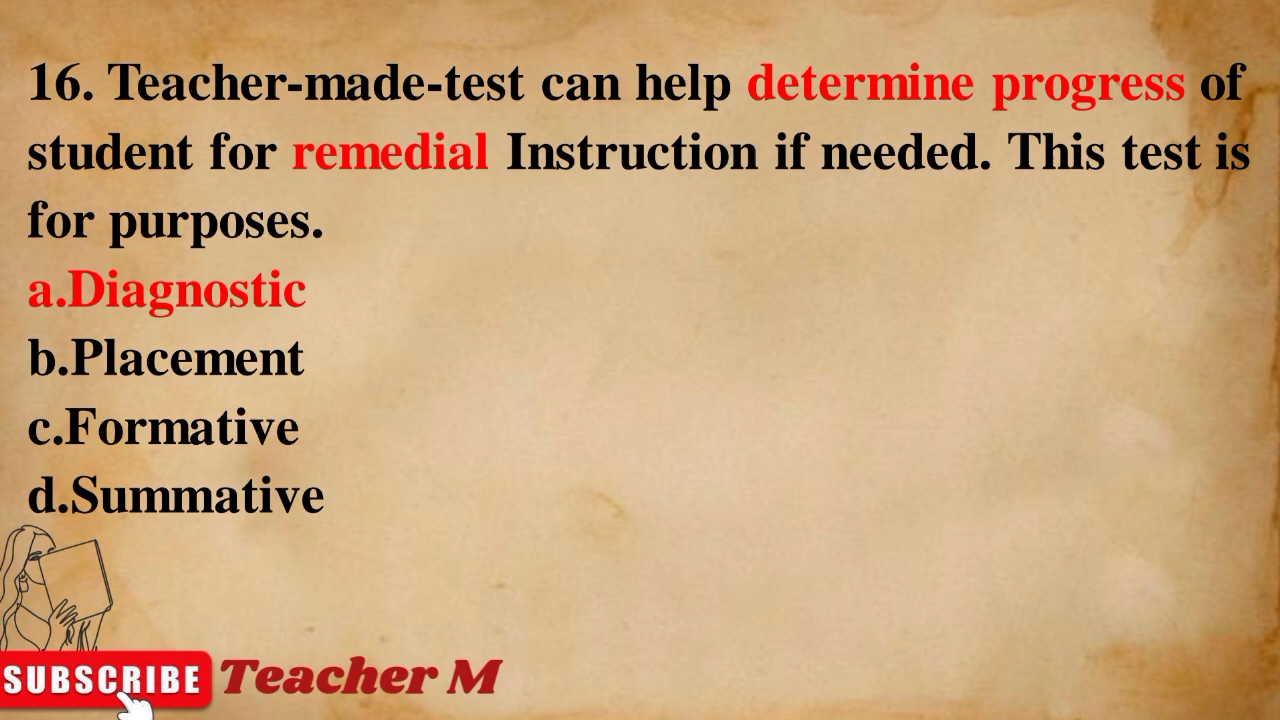 16. Teacher-made-test can help determine progress of
student for remedial Instruction if needed. This test is
for purposes.
a.Diagnostic
b.Placement
c.Formative
d.Summative
SUBSCRIBE Teacher M